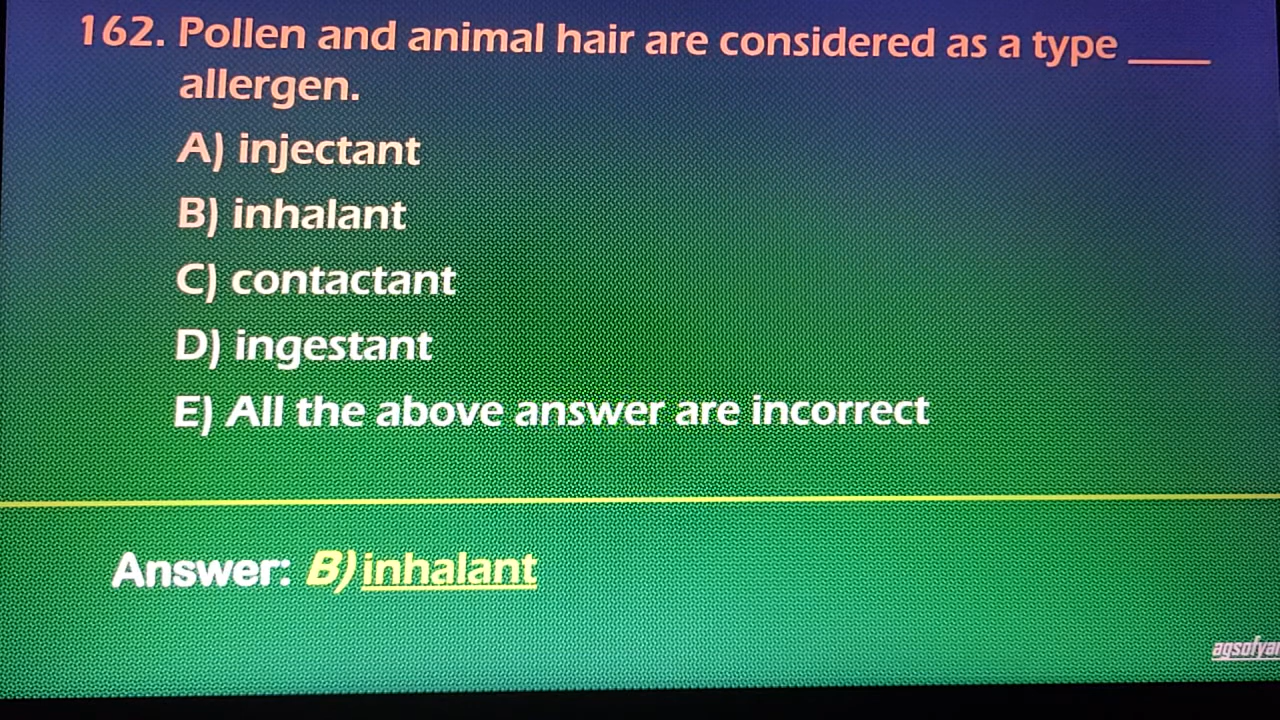 162. Pollen and animal hair are considered as a type ____
allergen.
A) injectant
B) inhalant
C) contactant
D) ingestant
E) All the above answer are incorrect
Answer: B) inhalant